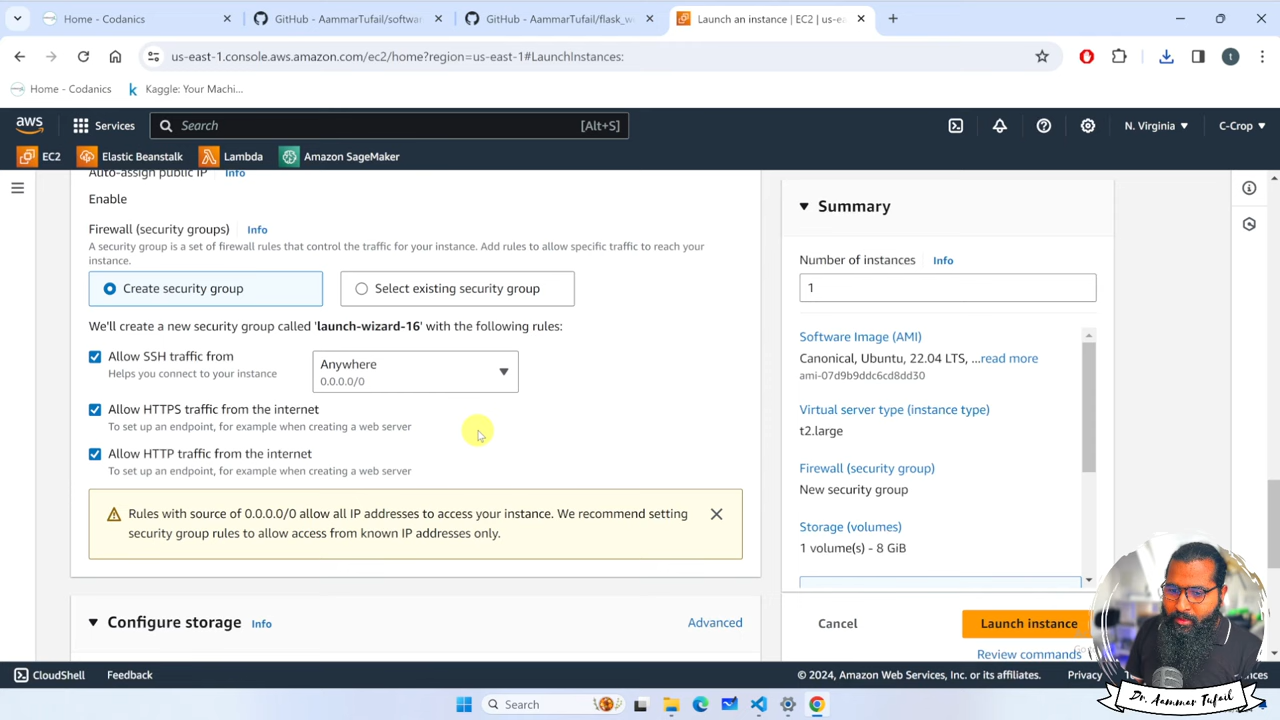 Home - Codanics
GitHub - AammarTufail/softwar
GitHub - AammarTufail/flask_w
Launch an instance | EC2 | us-ea
us-east-1.console.aws.amazon.com/ec2/home?region=us-east-1#LaunchInstances:
t
Home - Codanics
Kaggle: Your Machi...
aws
Services
Search
[Alt+S]
N. Virginia
C-Crop
EC2
Elastic Beanstalk
Lambda
Amazon SageMaker
Auto-assign public IP
Info
Enable
Firewall (security groups)
Info
A security group is a set of firewall rules that control the traffic for your instance. Add rules to allow specific traffic to reach your
instance.
Create security group
Select existing security group
We'll create a new security group called 'launch-wizard-16' with the following rules:
Allow SSH traffic from
Helps you connect to your instance
Anywhere
0.0.0.0/0
Allow HTTPS traffic from the internet
To set up an endpoint, for example when creating a web server
Allow HTTP traffic from the internet
To set up an endpoint, for example when creating a web server
Rules with source of 0.0.0.0/0 allow all IP addresses to access your instance. We recommend setting
security group rules to allow access from known IP addresses only.
Configure storage
Info
Advanced
Summary
Number of instances
Info
1
Software Image (AMI)
Canonical, Ubuntu, 22.04 LTS, ...read more
ami-07d9b9ddc6cd8dd30
Virtual server type (instance type)
t2.large
Firewall (security group)
New security group
Storage (volumes)
1 volume(s) - 8 GiB
Cancel
Launch instance
Review commands
CloudShell
Feedback
© 2024, Amazon Web Services, Inc. or its affiliates.
Privacy
Search
Dr. Aammar Tufail